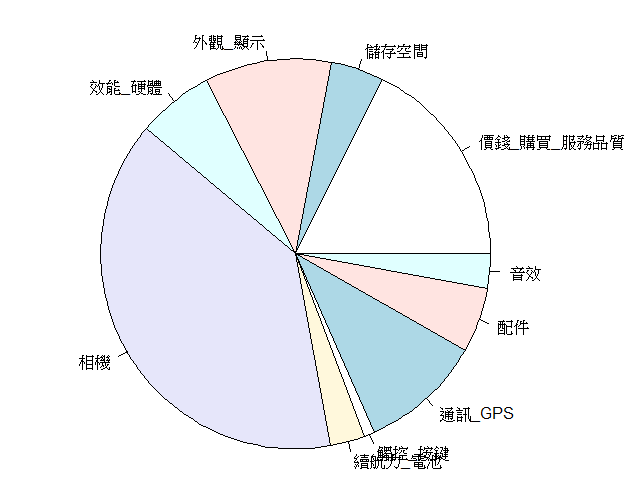 外觀_顯示
儲存空間
效能_硬體
價錢_購買_服務品質
音效
配件
相機
通訊_GPS
觸控_按鍵
續航力_電池